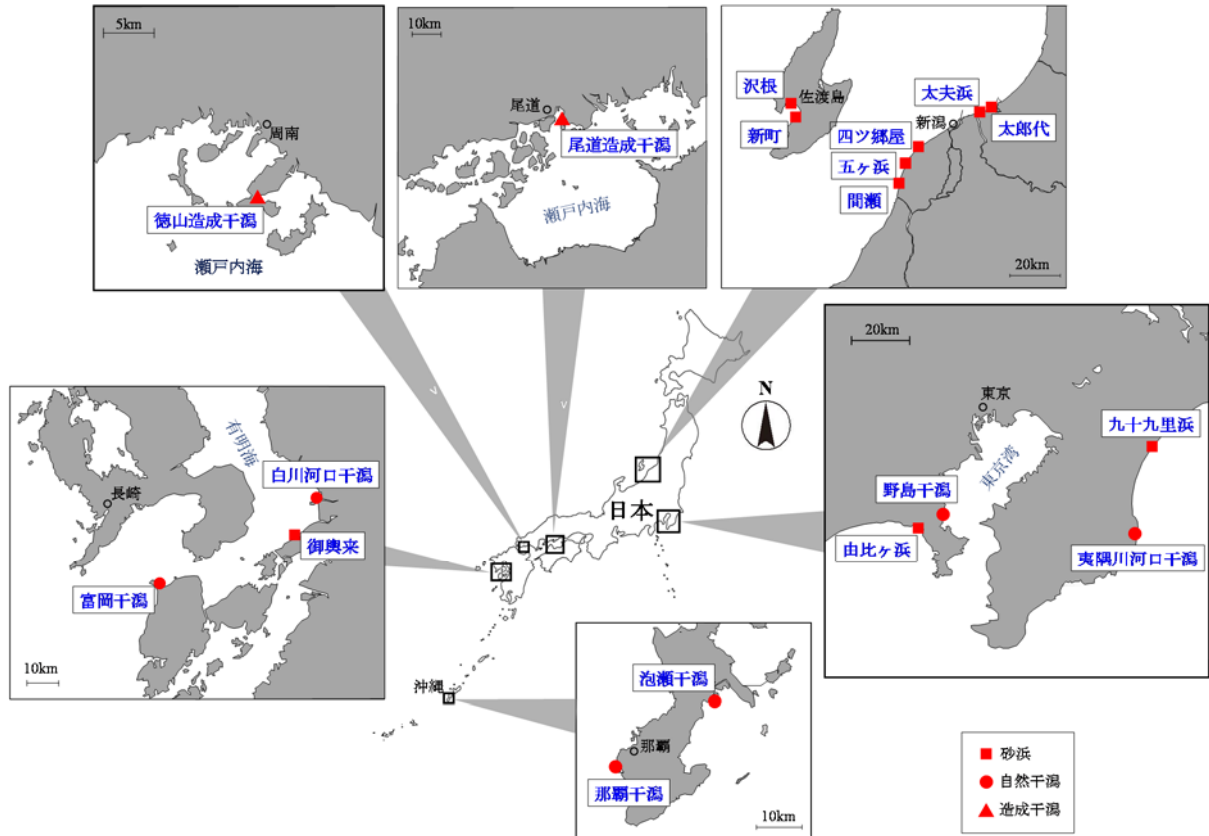 5km
周南
徳山造成干潟
瀬戸内海
10km
尾道
尾道造成干潟
瀬戸内海
沢根
佐渡島
新町
太夫浜
新潟
太郎代
四ツ郷屋
五ヶ浜
間瀬
20km
有明海
白川河口干潟
長崎
御輿来
富岡干潟
10km
v
v
N
日本
沖縄
20km
東京
九十九里浜
東京湾
野島干潟
由比ヶ浜
夷隅川河口干潟
泡瀬干潟
那覇
那覇干潟
10km
砂浜
自然干潟
造成干潟